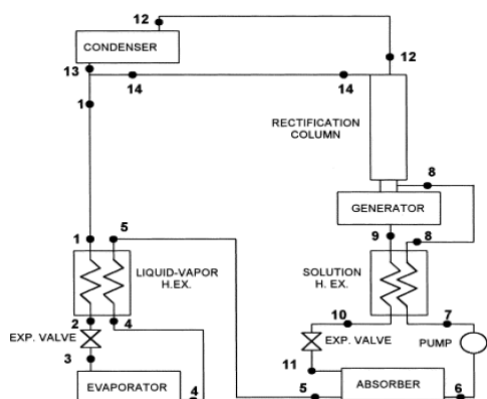 12
CONDENSER
12
13
14
14
1
RECTIFICATION
COLUMN
8
GENERATOR
1
5
9
8
LIQUID-VAPOR
H.EX.
SOLUTION
H. EX.
2
4
10
7
EXP. VALVE
EXP. VALVE
PUMP
3
11
EVAPORATOR
4
5
ABSORBER
6